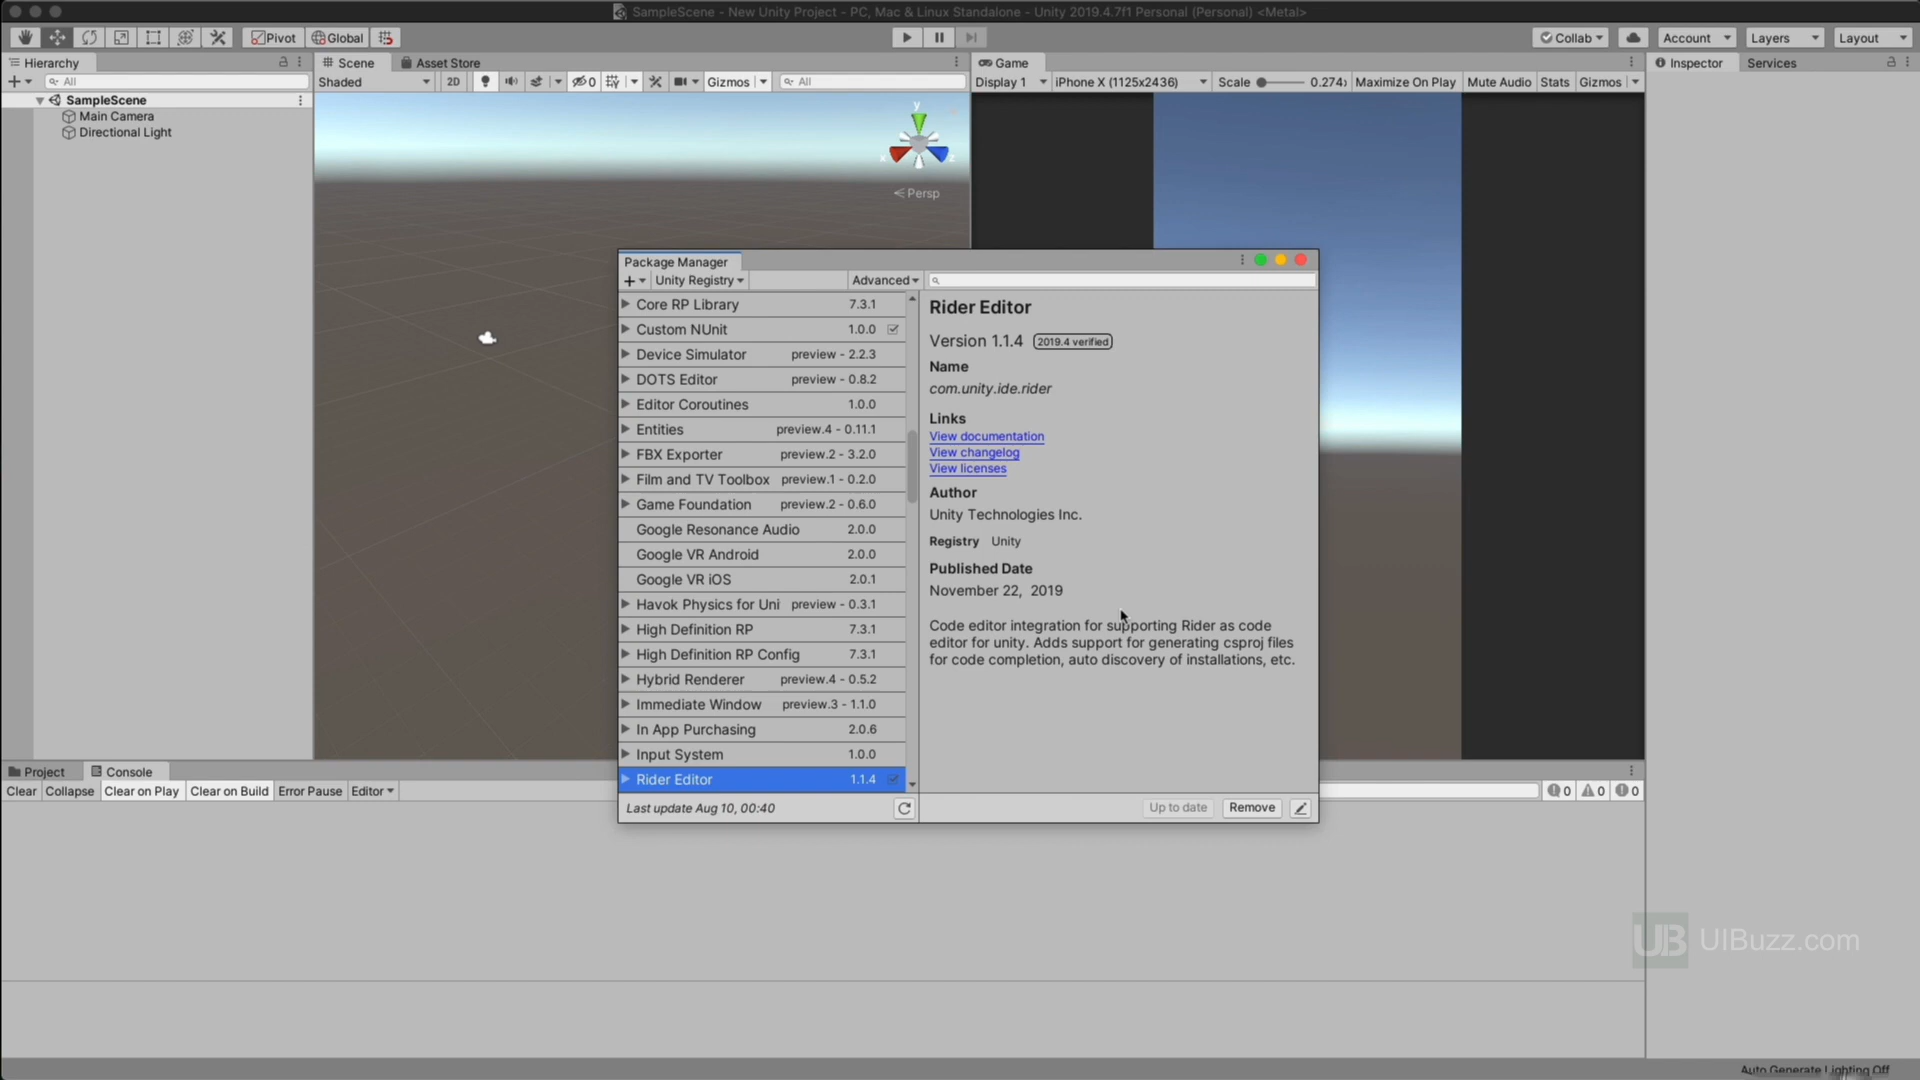 SampleScene - New Unity Project - PC, Mac & Linux Standalone - Unity 2019.4.7f1 Personal (Personal) <Metal>
Pivot Global Collab Account Layers Layout
Hierarchy Scene Asset Store Game Inspector Services
All Shaded 2D 0 Gizmos All Display 1 iPhone X (1125x2436) Scale 0.274 Maximize On Play Mute Audio Stats Gizmos
SampleScene
Main Camera
Directional Light
y
x z
Persp
Package Manager
Unity Registry Advanced
Core RP Library 7.3.1
Custom NUnit 1.0.0
Device Simulator preview - 2.2.3
DOTS Editor preview - 0.8.2
Editor Coroutines 1.0.0
Entities preview.4 - 0.11.1
FBX Exporter preview.2 - 3.2.0
Film and TV Toolbox preview.1 - 0.2.0
Game Foundation preview.2 - 0.6.0
Google Resonance Audio 2.0.0
Google VR Android 2.0.0
Google VR iOS 2.0.1
Havok Physics for Uni preview - 0.3.1
High Definition RP 7.3.1
High Definition RP Config 7.3.1
Hybrid Renderer preview.4 - 0.5.2
Immediate Window preview.3 - 1.1.0
In App Purchasing 2.0.6
Input System 1.0.0
Rider Editor 1.1.4
Last update Aug 10, 00:40
Rider Editor
Version 1.1.4 2019.4 verified
Name
com.unity.ide.rider
Links
View documentation
View changelog
View licenses
Author
Unity Technologies Inc.
Registry Unity
Published Date
November 22, 2019
Code editor integration for supporting Rider as code
editor for unity. Adds support for generating csproj files
for code completion, auto discovery of installations, etc.
Up to date Remove
Project Console
Clear Collapse Clear on Play Clear on Build Error Pause Editor 0 0 0
UB UIBuzz.com
Auto Generate Lighting Off